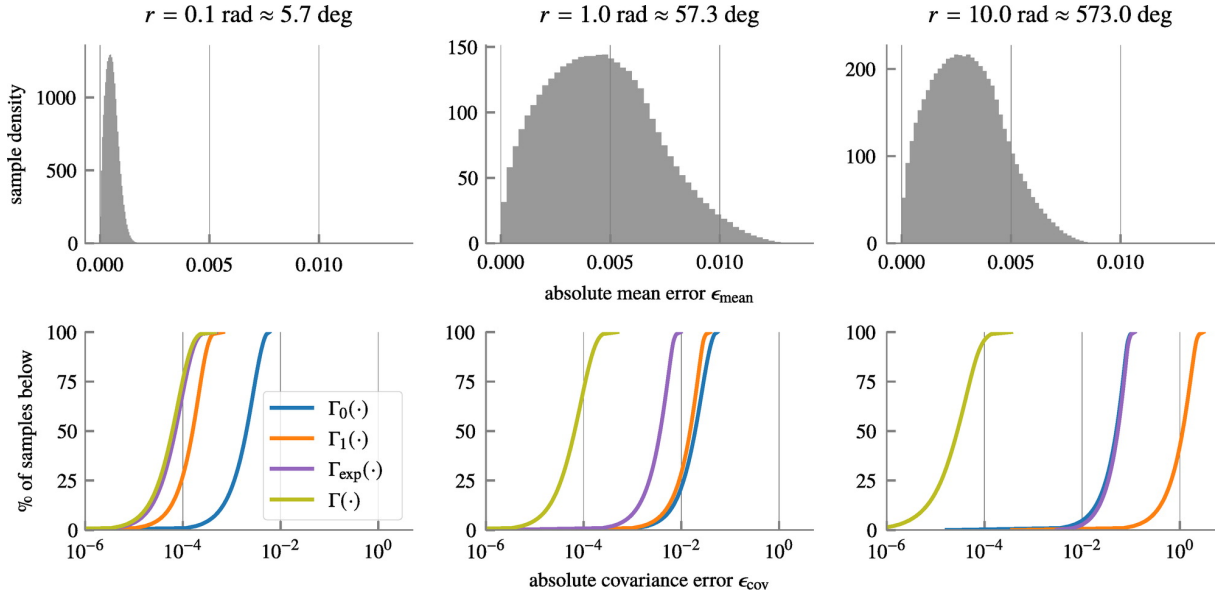 r = 0.1 rad ≈ 5.7 deg
r = 1.0 rad ≈ 57.3 deg
r = 10.0 rad ≈ 573.0 deg
sample density
1000
500
0
0.000 0.005 0.010
150
100
50
0
0.000 0.005 0.010
200
100
0
0.000 0.005 0.010
absolute mean error ϵ_mean
% of samples below
100
75
50
25
0
10⁻⁶ 10⁻⁴ 10⁻² 10⁰
Γ₀(·)
Γ₁(·)
Γ_exp(·)
Γ(·)
100
75
50
25
0
10⁻⁶ 10⁻⁴ 10⁻² 10⁰
100
75
50
25
0
10⁻⁶ 10⁻⁴ 10⁻² 10⁰
absolute covariance error ϵ_cov